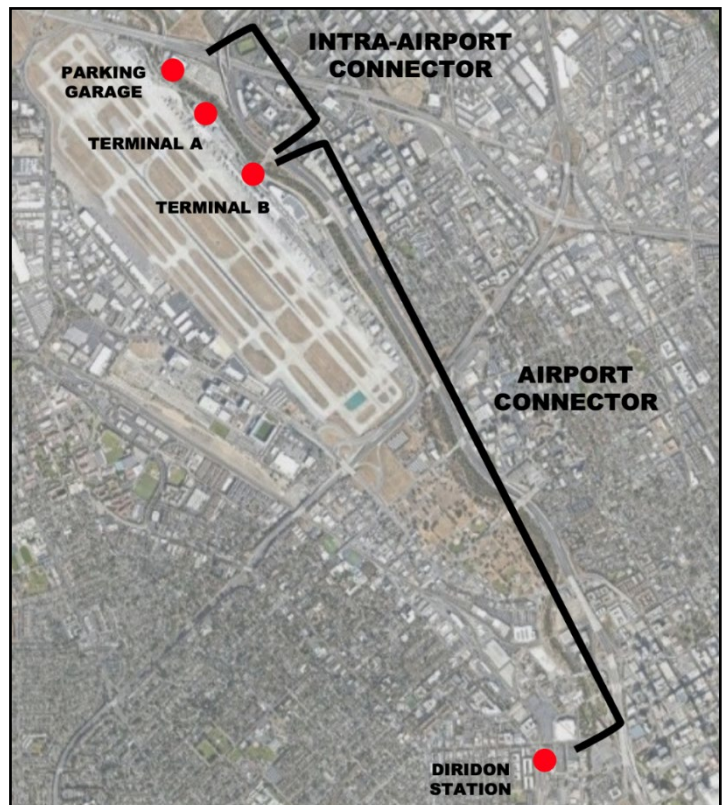 INTRA-AIRPORT
CONNECTOR
PARKING
GARAGE
TERMINAL A
TERMINAL B
AIRPORT
CONNECTOR
DIRIDON
STATION